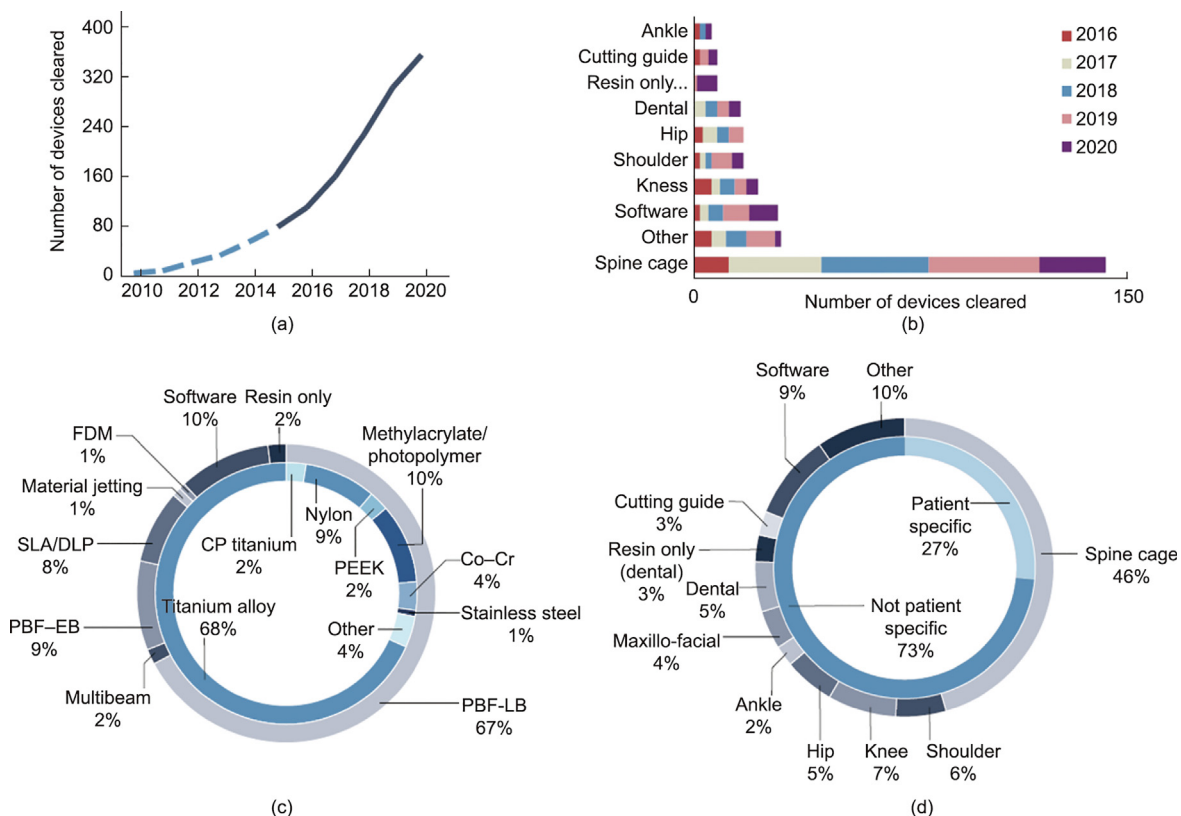 Number of devices cleared
400
320
240
160
80
0
2010 2012 2014 2016 2018 2020
(a)
Ankle
Cutting guide
Resin only...
Dental
Hip
Shoulder
Kness
Software
Other
Spine cage
2016
2017
2018
2019
2020
0
150
Number of devices cleared
(b)
Software
10%
Resin only
2%
FDM
1%
Methylacrylate/
photopolymer
10%
Material jetting
1%
SLA/DLP
8%
CP titanium
2%
Nylon
9%
PEEK
2%
Co–Cr
4%
Stainless steel
1%
Titanium alloy
68%
Other
4%
PBF–EB
9%
Multibeam
2%
PBF-LB
67%
(c)
Software
9%
Other
10%
Cutting guide
3%
Patient
specific
27%
Resin only
(dental)
3%
Spine cage
46%
Dental
5%
Not patient
specific
73%
Maxillo-facial
4%
Ankle
2%
Hip
5%
Knee
7%
Shoulder
6%
(d)